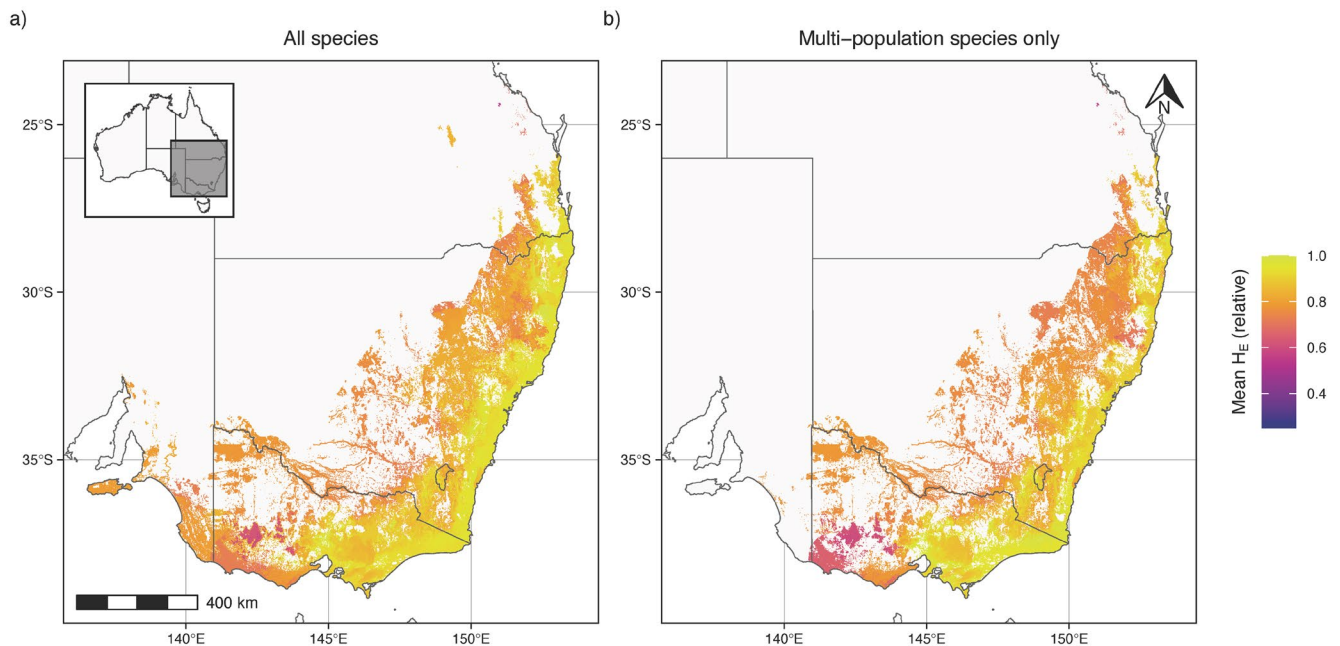 a)
All species
b)
Multi−population species only
N
25°S
30°S
35°S
25°S
30°S
35°S
400 km
140°E
145°E
150°E
140°E
145°E
150°E
Mean HE (relative)
1.0
0.8
0.6
0.4